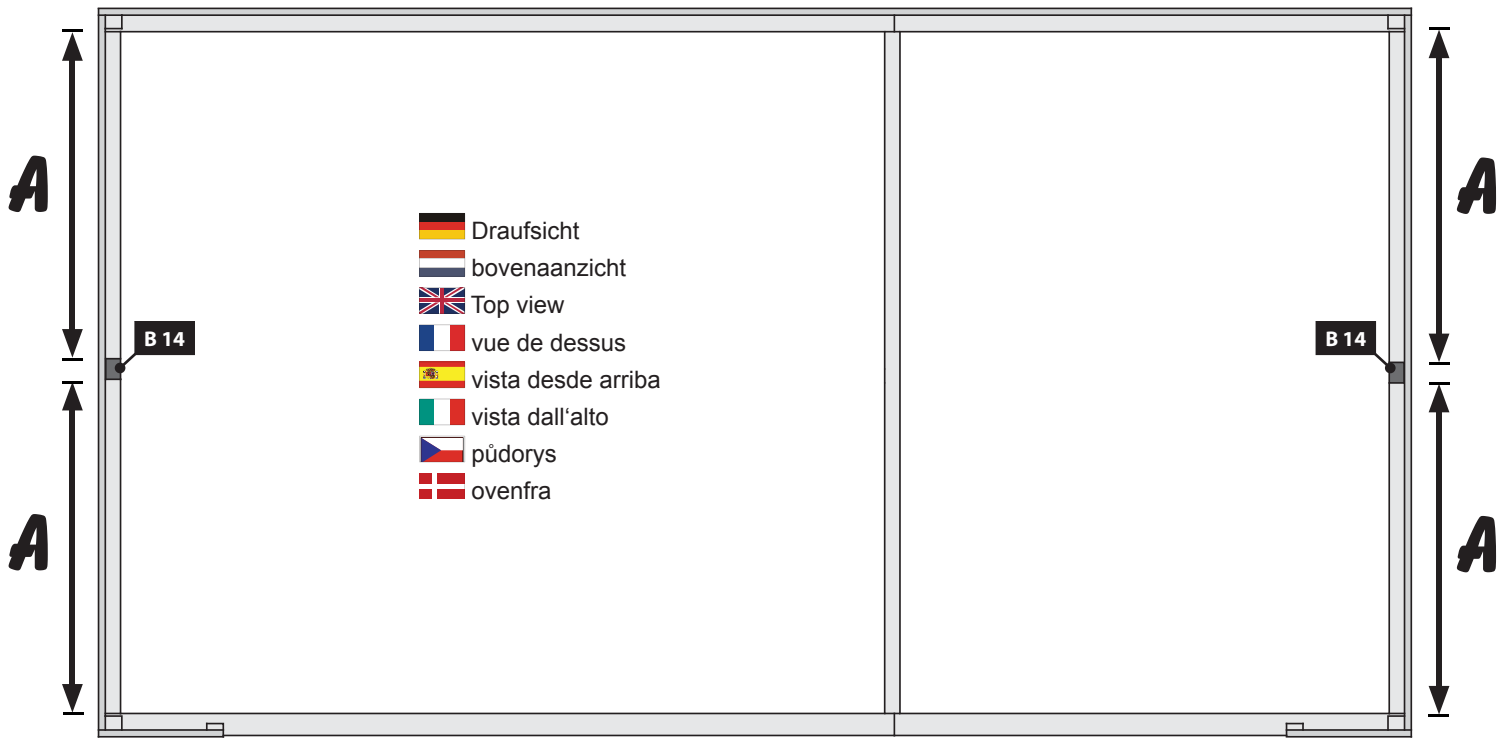 A
A
Draufsicht
bovenaanzicht
Top view
B 14
B 14
vue de dessus
vista desde arriba
vista dall‘alto
půdorys
ovenfra
A
A